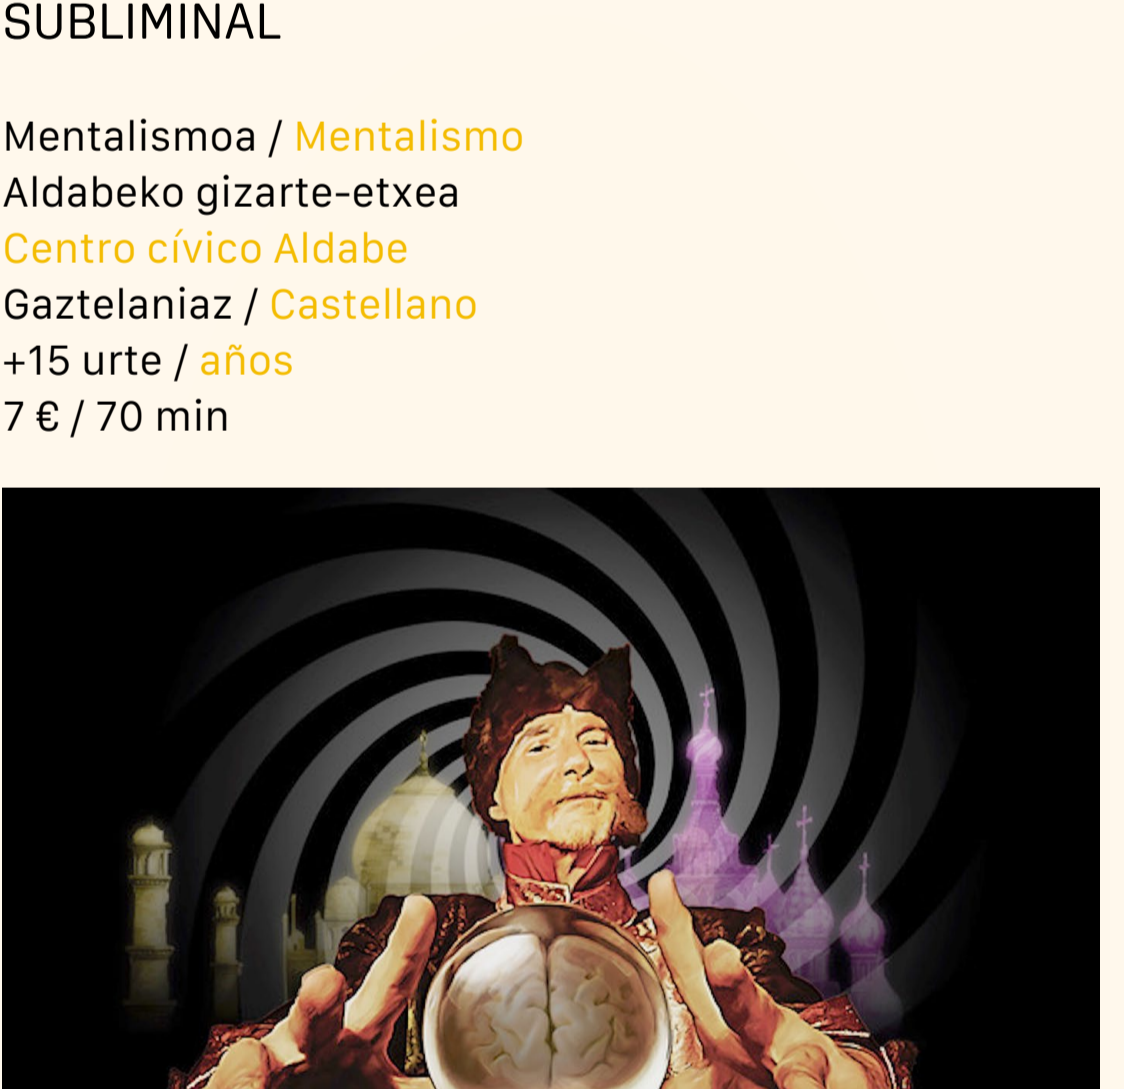 SUBLIMINAL
Mentalismoa / Mentalismo
Aldabeko gizarte-etxea
Centro cívico Aldabe
Gaztelaniaz / Castellano
+15 urte / años
7 € / 70 min